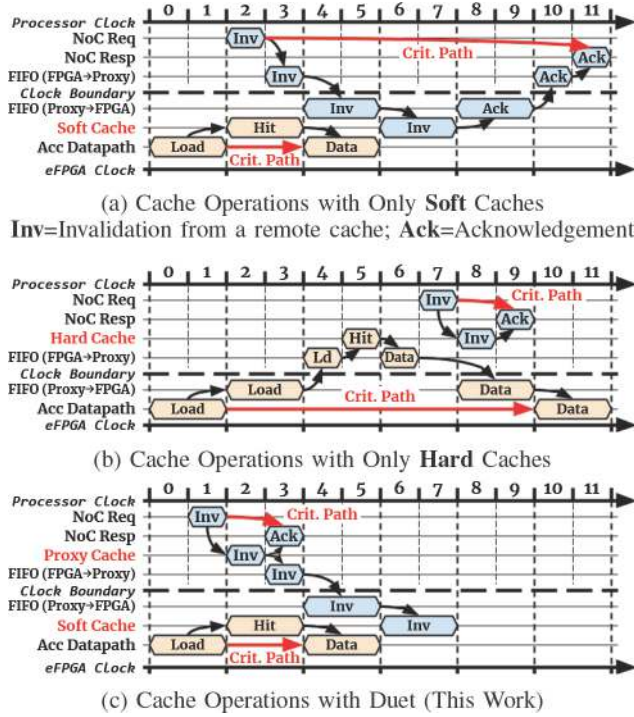 Processor Clock 0 1 2 3 4 5 6 7 8 9 10 11
NoC Req Inv
NoC Resp Crit. Path Ack
FIFO (FPGA→Proxy) Inv Ack
Clock Boundary
FIFO (Proxy→FPGA) Inv Ack
Soft Cache Hit Inv
Acc Datapath Load Data
Crit. Path
eFPGA Clock
(a) Cache Operations with Only Soft Caches
Inv=Invalidation from a remote cache; Ack=Acknowledgement
Processor Clock 0 1 2 3 4 5 6 7 8 9 10 11
NoC Req Inv Crit. Path
NoC Resp Ack
Hard Cache Hit Inv
FIFO (FPGA→Proxy) Ld Data
Clock Boundary
FIFO (Proxy→FPGA) Load Data
Crit. Path
Acc Datapath Load Data
eFPGA Clock
(b) Cache Operations with Only Hard Caches
Processor Clock 0 1 2 3 4 5 6 7 8 9 10 11
NoC Req Inv Crit. Path
NoC Resp Ack
Proxy Cache Inv
FIFO (FPGA→Proxy) Inv
Clock Boundary
FIFO (Proxy→FPGA) Inv
Soft Cache Hit Inv
Acc Datapath Load Data
Crit. Path
eFPGA Clock
(c) Cache Operations with Duet (This Work)